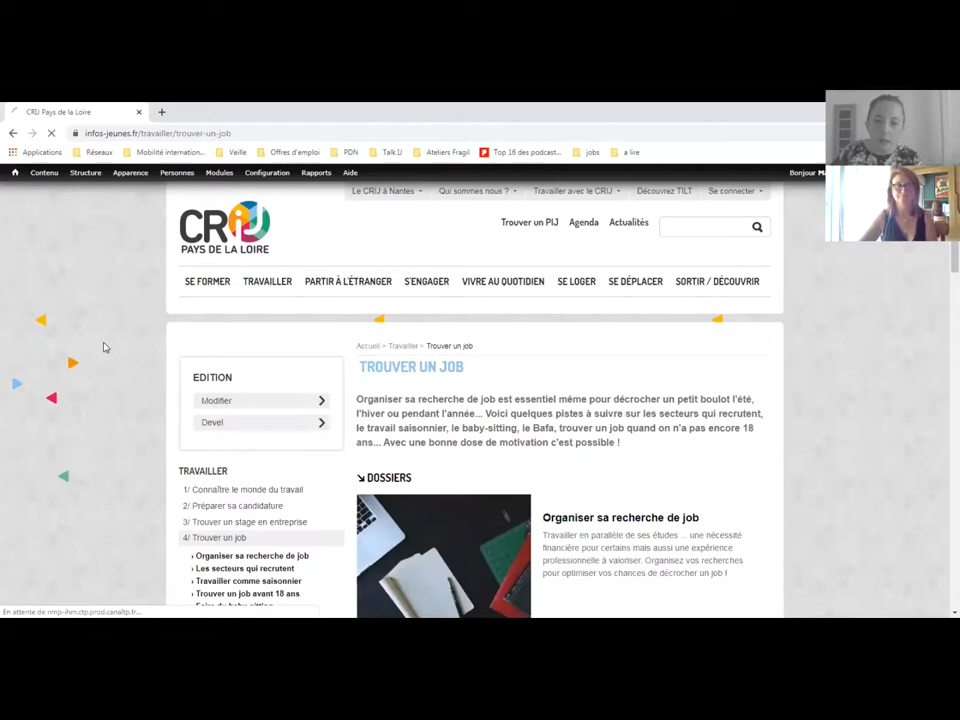 CRIJ Pays de la Loire
infos-jeunes.fr/travailler/trouver-un-job
Applications Réseaux Mobilité internation... Veille Offres d'emploi PDN Talk IJ Ateliers Fragil Top 16 des podcast... jobs a lire
Contenu Structure Apparence Personnes Modules Configuration Rapports Aide Bonjour
Le CRIJ à Nantes Qui sommes nous ? Travailler avec le CRIJ Découvrez TILT Se connecter
CRIJ
PAYS DE LA LOIRE
Trouver un PIJ Agenda Actualités
SE FORMER TRAVAILLER PARTIR À L'ÉTRANGER S'ENGAGER VIVRE AU QUOTIDIEN SE LOGER SE DÉPLACER SORTIR / DÉCOUVRIR
Accueil > Travailler > Trouver un job
TROUVER UN JOB
EDITION
Modifier
Devel
Organiser sa recherche de job est essentiel même pour décrocher un petit boulot l'été,
l'hiver ou pendant l'année... Voici quelques pistes à suivre sur les secteurs qui recrutent,
le travail saisonnier, le baby-sitting, le Bafa, trouver un job quand on n'a pas encore 18
ans... Avec une bonne dose de motivation c'est possible !
TRAVAILLER
1/ Connaître le monde du travail
2/ Préparer sa candidature
3/ Trouver un stage en entreprise
4/ Trouver un job
› Organiser sa recherche de job
› Les secteurs qui recrutent
› Travailler comme saisonnier
› Trouver un job avant 18 ans
DOSSIERS
Organiser sa recherche de job
Travailler en parallèle de ses études ... une nécessité
financière pour certains mais aussi une expérience
professionnelle à valoriser. Organisez vos recherches
pour optimiser vos chances de décrocher un job !
En attente de nmp-ihm.ctp.prod.canaltp.fr...